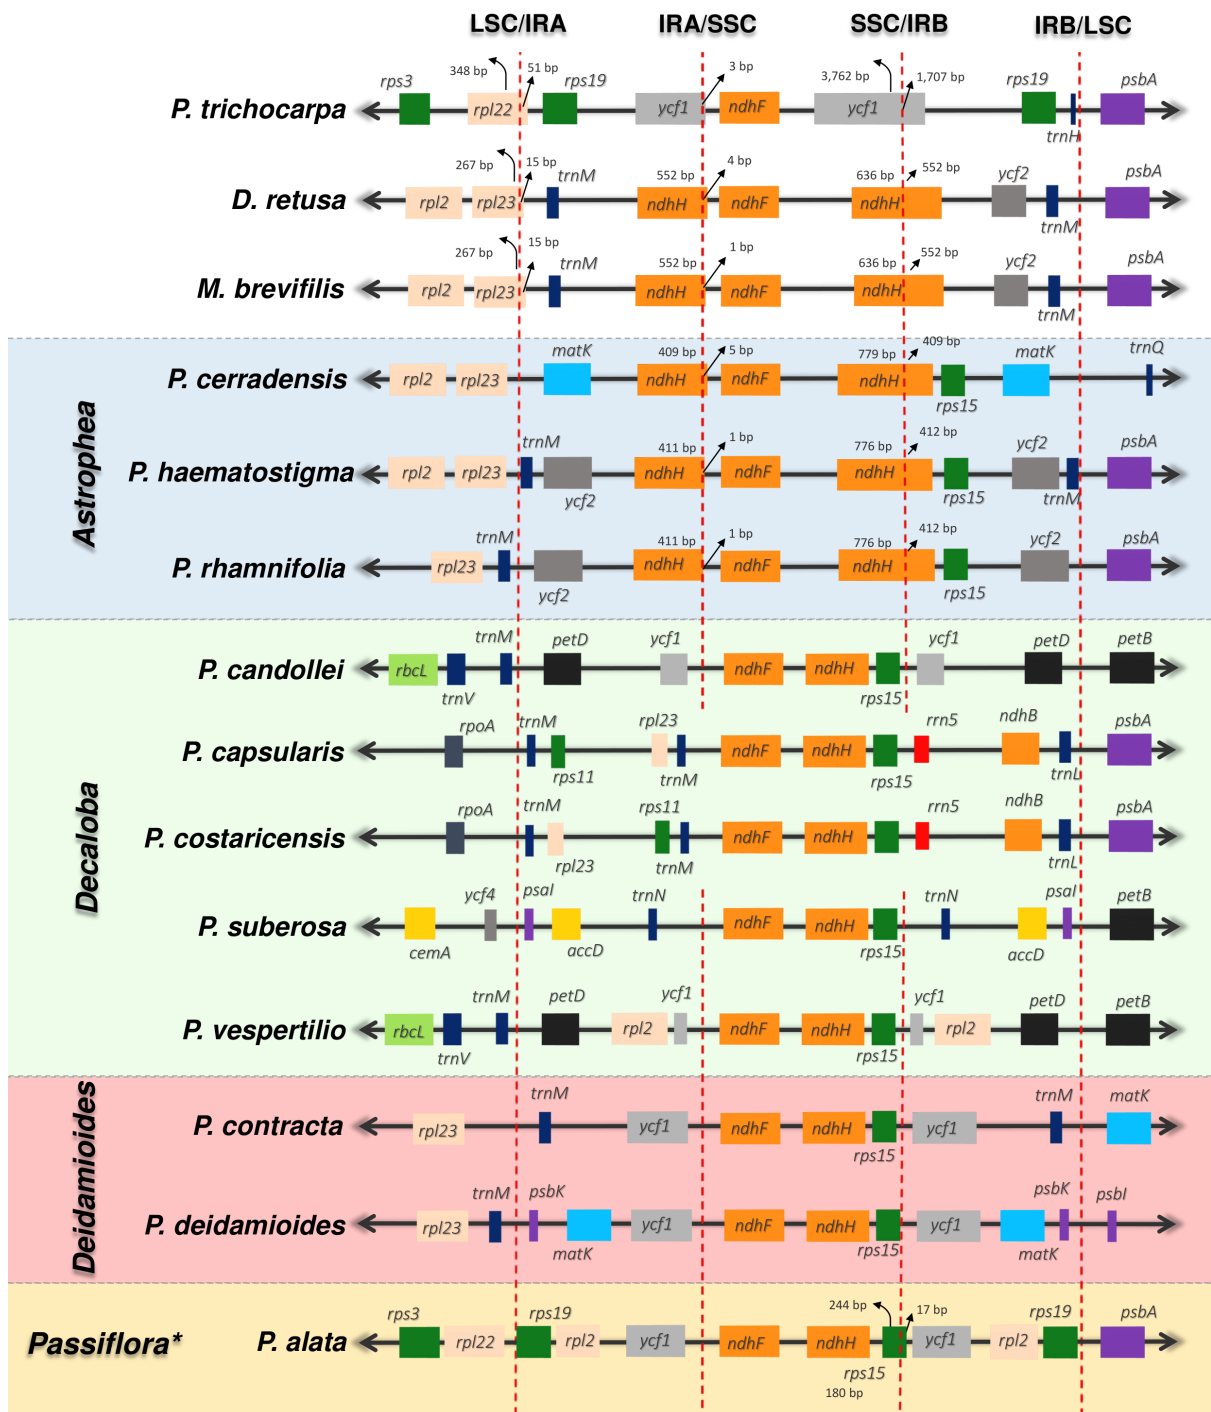 LSC/IRA IRA/SSC SSC/IRB IRB/LSC
348 bp 51 bp 3 bp 3,762 bp 1,707 bp
rps3 rps19 rps19 psbA
P. trichocarpa rpl22 ycf1 ndhF ycf1
trnH
267 bp 15 bp 4 bp 552 bp
trnM 552 bp 636 bp ycf2 psbA
D. retusa rpl2 rpl23 ndhH ndhF ndhH
trnM
267 bp 15 bp 1 bp 552 bp
trnM 552 bp 636 bp ycf2 psbA
M. brevifilis rpl2 rpl23 ndhH ndhF ndhH
trnM
Astrophea
matK 409 bp 5 bp 779 bp 409 bp matK trnQ
P. cerradensis rpl2 rpl23 ndhH ndhF ndhH
rps15
trnM 411 bp 1 bp 776 bp 412 bp ycf2 psbA
P. haematostigma rpl2 rpl23 ndhH ndhF ndhH
ycf2 rps15 trnM
trnM 411 bp 1 bp 776 bp 412 bp ycf2 psbA
P. rhamnifolia rpl23 ndhH ndhF ndhH
ycf2 rps15
Decaloba
trnM petD ycf1 ycf1 petD petB
P. candollei rbcL ndhF ndhH
trnV rps15
rpoA trnM rpl23 rrn5 ndhB psbA
P. capsularis ndhF ndhH
rps11 trnM rps15 trnL
rpoA trnM rps11 rrn5 ndhB psbA
P. costaricensis ndhF ndhH
rpl23 trnM trnL
ycf4 psaI trnN trnN psaI petB
P. suberosa ndhF ndhH
cemA accD rps15 accD
trnM petD ycf1 ycf1 petD petB
P. vespertilio rbcL rpl2 ndhF ndhH rpl2
trnV rps15
Deidamioides
trnM trnM matK
P. contracta rpl23 ycf1 ndhF ndhH ycf1
rps15
trnM psbK psbK psbI
P. deidamioides rpl23 ycf1 ndhF ndhH ycf1
matK rps15 matK
rps3 rps19 244 bp 17 bp rps19 psbA
Passiflora* P. alata rpl22 rpl2 ycf1 ndhF ndhH ycf1 rpl2
rps15
180 bp